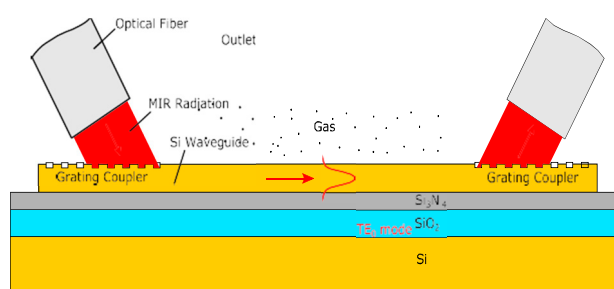 Optical Fiber
Outlet
MIR Radiation
Gas
Si Waveguide
Grating Coupler
Grating Coupler
Si₃N₄
TE₀ mode
SiO₂
Si